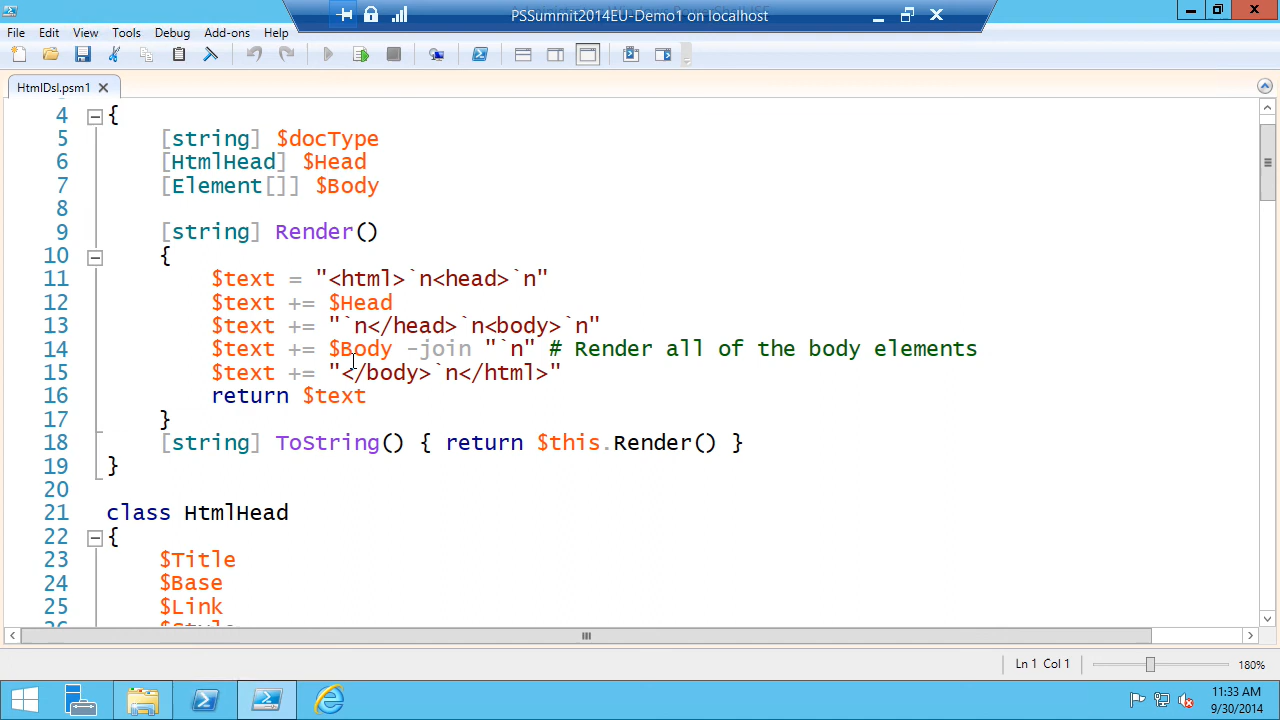 PSSummit2014EU-Demo1 on localhost
File Edit View Tools Debug Add-ons Help
HtmlDsl.psm1
4 {
5 [string] $docType
6 [HtmlHead] $Head
7 [Element[]] $Body
8
9 [string] Render()
10 {
11 $text = "<html>`n<head>`n"
12 $text += $Head
13 $text += "`n</head>`n<body>`n"
14 $text += $Body -join "`n" # Render all of the body elements
15 $text += "</body>`n</html>"
16 return $text
17 }
18 [string] ToString() { return $this.Render() }
19 }
20
21 class HtmlHead
22 {
23 $Title
24 $Base
25 $Link
26 $Style
Ln 1 Col 1 180%
11:33 AM
9/30/2014